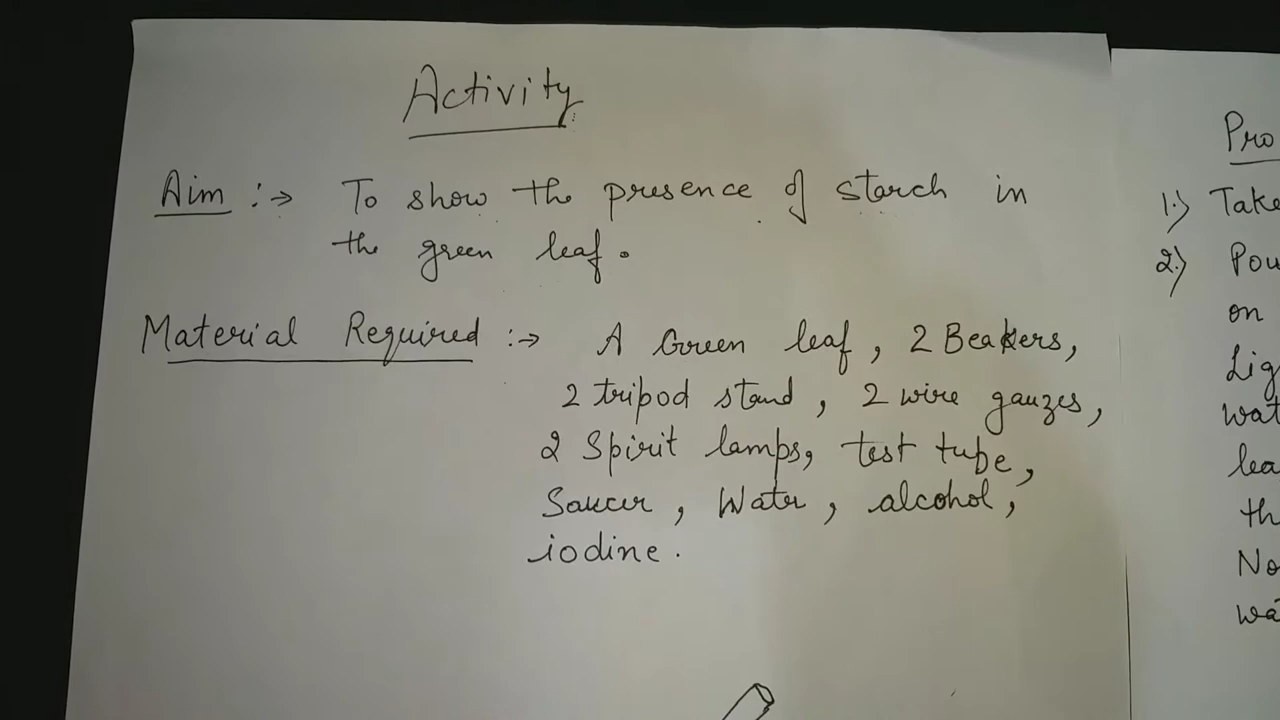 Activity
Aim :→ To show the presence of starch in
the green leaf.
Material Required :→ A Green leaf, 2 Beakers,
2 tripod stand, 2 wire gauzes,
2 Spirit lamps, test tube,
Saucer, Water, alcohol,
iodine.
Pro
1.) Take
2.) Pou
on
Lig
wat
lea
th
No
wa